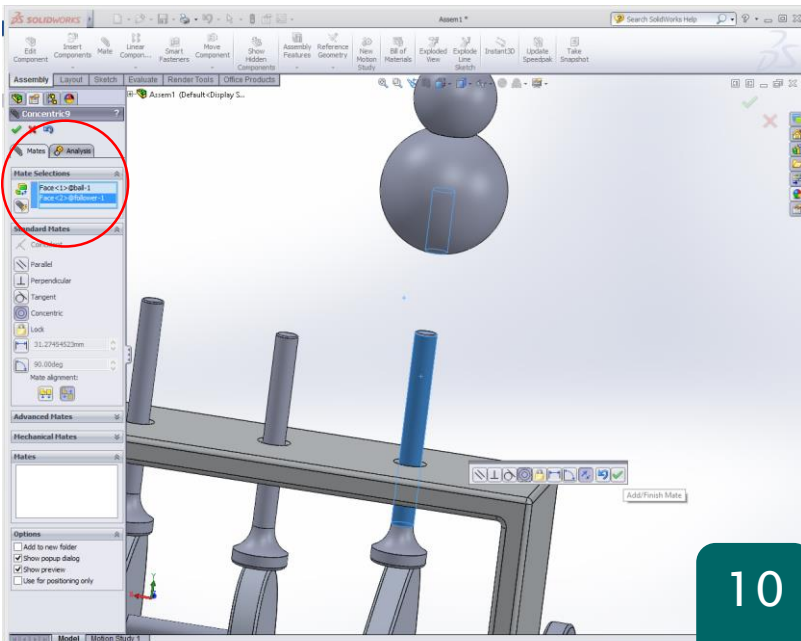 SOLIDWORKS
Assem1 *
Search SolidWorks Help
Edit Component
Insert Components
Mate
Linear Compon...
Smart Fasteners
Move Component
Show Hidden Components
Assembly Features
Reference Geometry
New Motion Study
Bill of Materials
Exploded View
Explode Line Sketch
Instant3D
Update Speedpak
Take Snapshot
Assembly Layout Sketch Evaluate Render Tools Office Products
Assem1 (Default<Display S...
Concentric9 ?
Mates Analysis
Mate Selections
Face<1>@ball-1
Face<2>@follower-1
Standard Mates
Coincident
Parallel
Perpendicular
Tangent
Concentric
Lock
31.27454523mm
90.00deg
Mate alignment:
Advanced Mates
Mechanical Mates
Mates
Add/Finish Mate
Options
Add to new folder
Show popup dialog
Show preview
Use for positioning only
Y
10
Model Motion Study 1